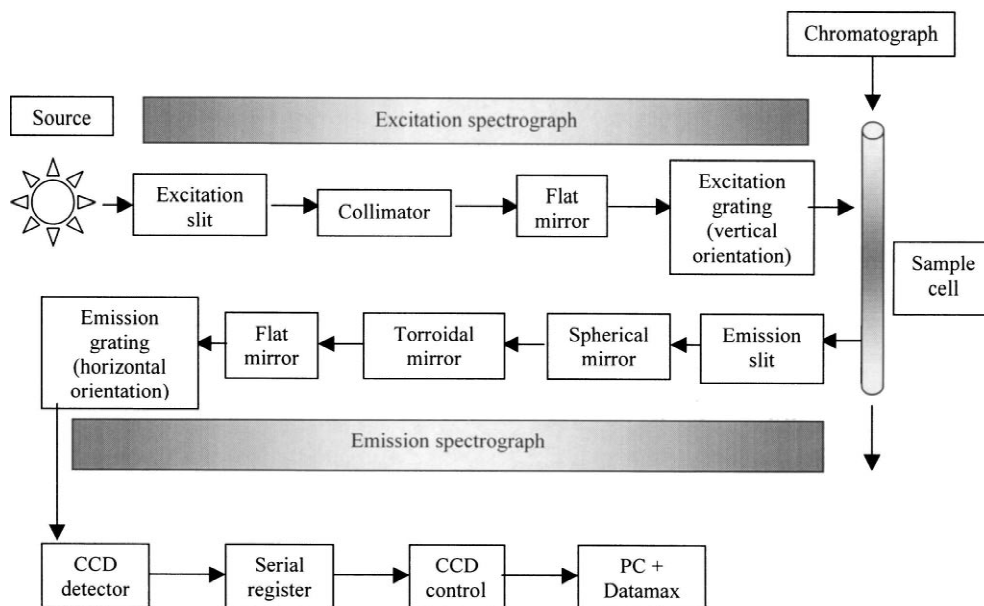 Chromatograph
Source
Excitation spectrograph
Excitation
slit
Collimator
Flat
mirror
Excitation
grating
(vertical
orientation)
Sample
cell
Emission
grating
(horizontal
orientation)
Flat
mirror
Torroidal
mirror
Spherical
mirror
Emission
slit
Emission spectrograph
CCD
detector
Serial
register
CCD
control
PC +
Datamax